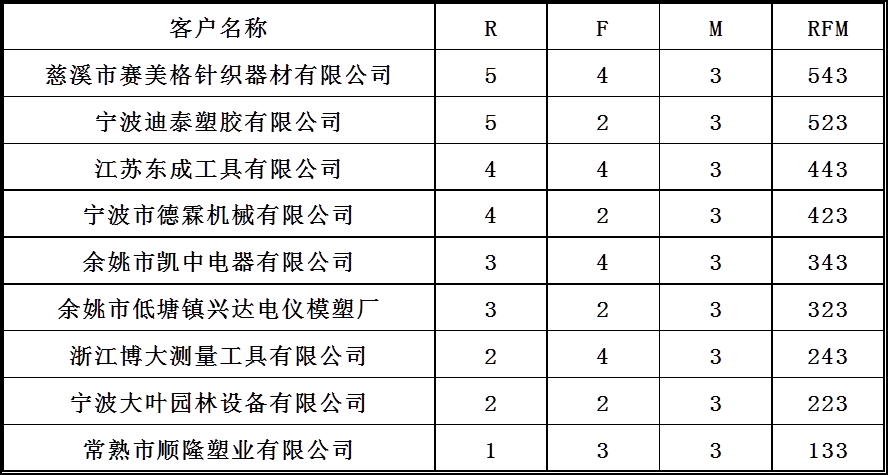 客户名称 R F M RFM
慈溪市赛美格针织器材有限公司 5 4 3 543
宁波迪泰塑胶有限公司 5 2 3 523
江苏东成工具有限公司 4 4 3 443
宁波市德霖机械有限公司 4 2 3 423
余姚市凯中电器有限公司 3 4 3 343
余姚市低塘镇兴达电仪模塑厂 3 2 3 323
浙江博大测量工具有限公司 2 4 3 243
宁波大叶园林设备有限公司 2 2 3 223
常熟市顺隆塑业有限公司 1 3 3 133